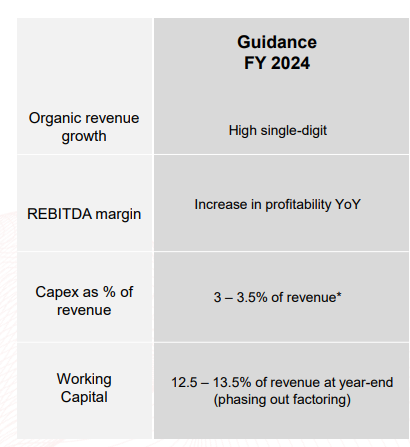 Guidance
FY 2024
Organic revenue
growth
High single-digit
REBITDA margin
Increase in profitability YoY
Capex as % of
revenue
3 – 3.5% of revenue*
Working
Capital
12.5 – 13.5% of revenue at year-end
(phasing out factoring)